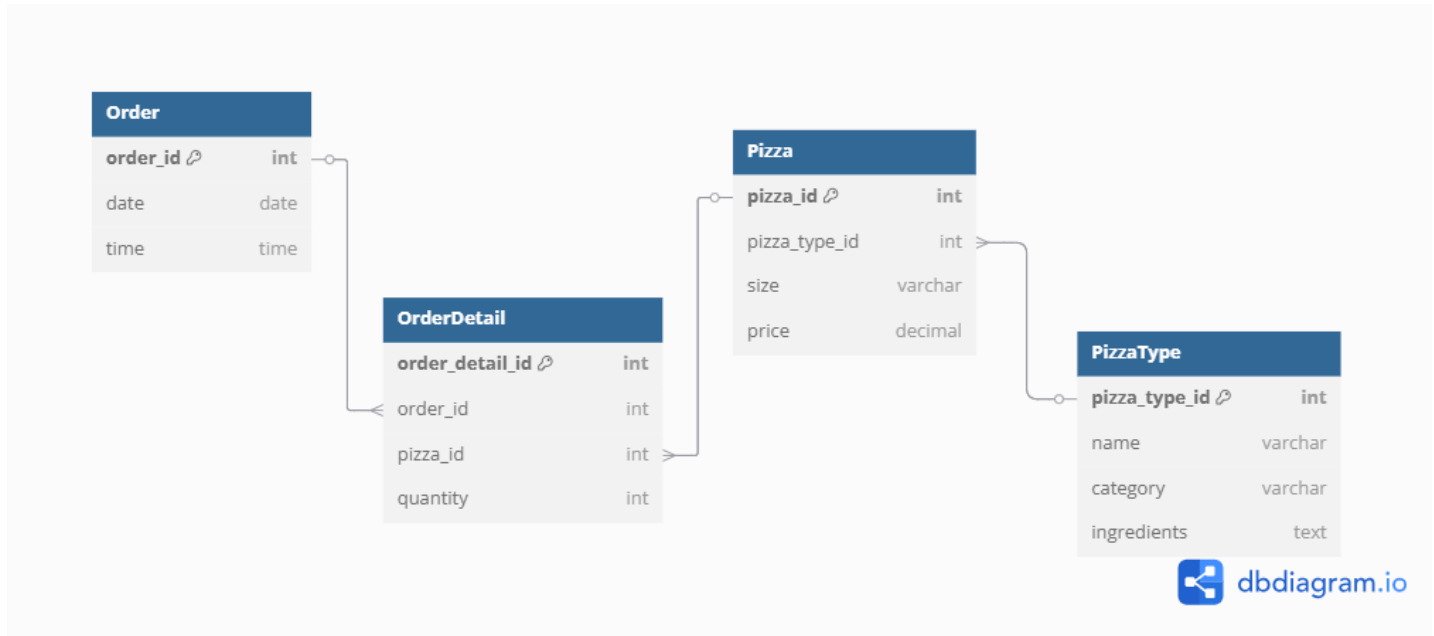 Order
order_id int
date date
time time
OrderDetail
order_detail_id int
order_id int
pizza_id int
quantity int
Pizza
pizza_id int
pizza_type_id int
size varchar
price decimal
PizzaType
pizza_type_id int
name varchar
category varchar
ingredients text
dbdiagram.io